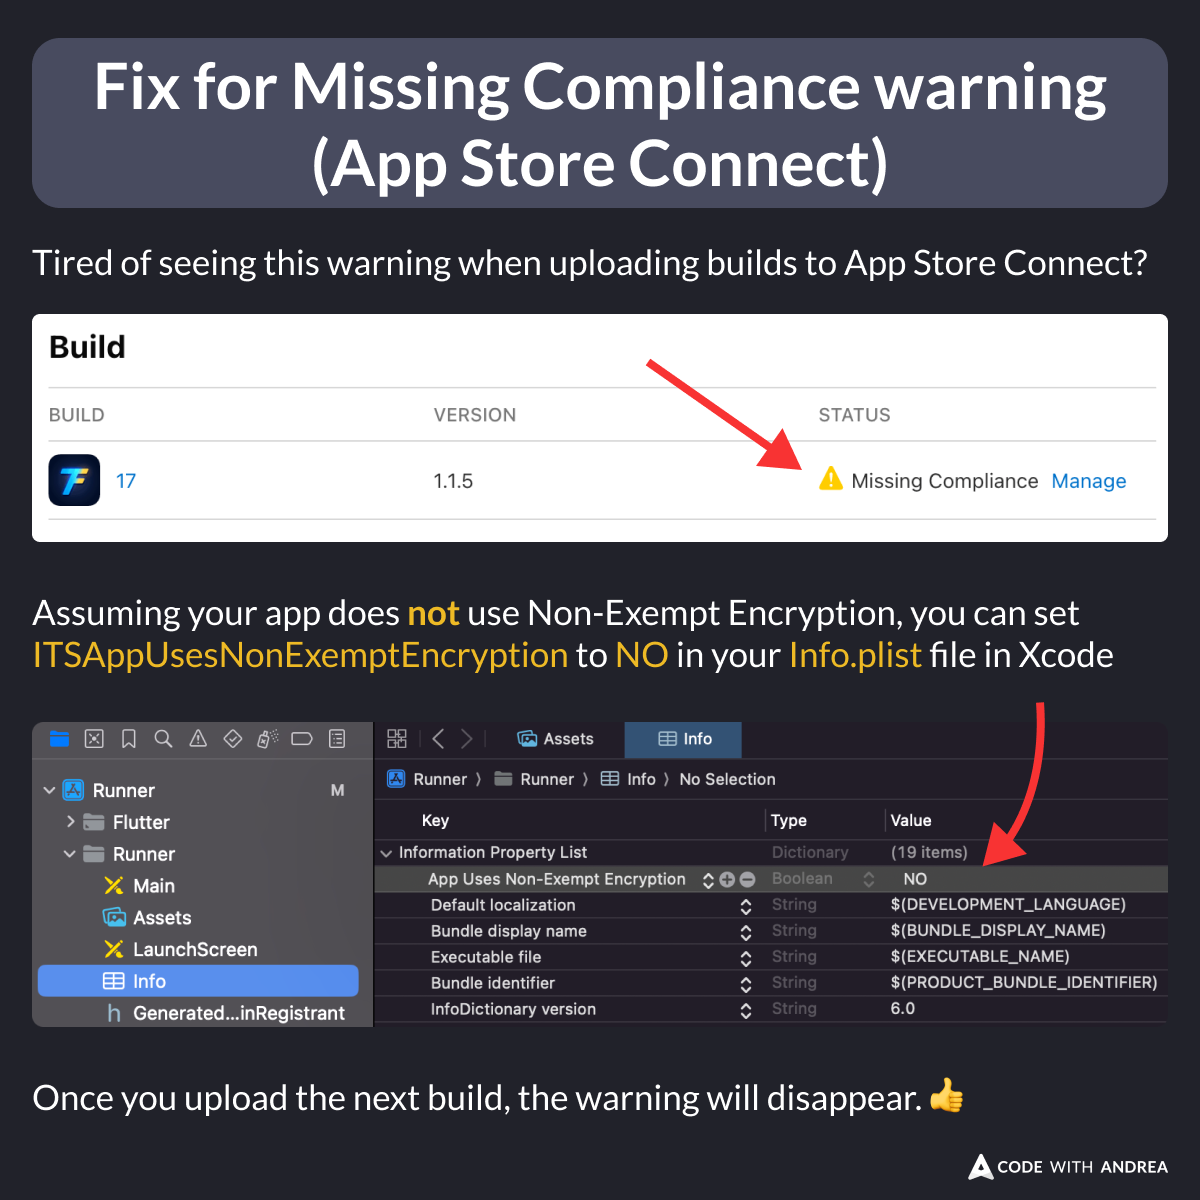 Fix for Missing Compliance warning
(App Store Connect)
Tired of seeing this warning when uploading builds to App Store Connect?
Build
BUILD VERSION STATUS
17 1.1.5 Missing Compliance Manage
Assuming your app does not use Non-Exempt Encryption, you can set
ITSAppUsesNonExemptEncryption to NO in your Info.plist file in Xcode
Assets Info
Runner M
Runner > Runner > Info > No Selection
Flutter
Key Type Value
Runner
Information Property List Dictionary (19 items)
Main
App Uses Non-Exempt Encryption Boolean NO
Assets
Default localization String $(DEVELOPMENT_LANGUAGE)
Bundle display name String $(BUNDLE_DISPLAY_NAME)
LaunchScreen
Executable file String $(EXECUTABLE_NAME)
Info
Bundle identifier String $(PRODUCT_BUNDLE_IDENTIFIER)
h Generated...inRegistrant
InfoDictionary version String 6.0
Once you upload the next build, the warning will disappear. 👍
CODE WITH ANDREA